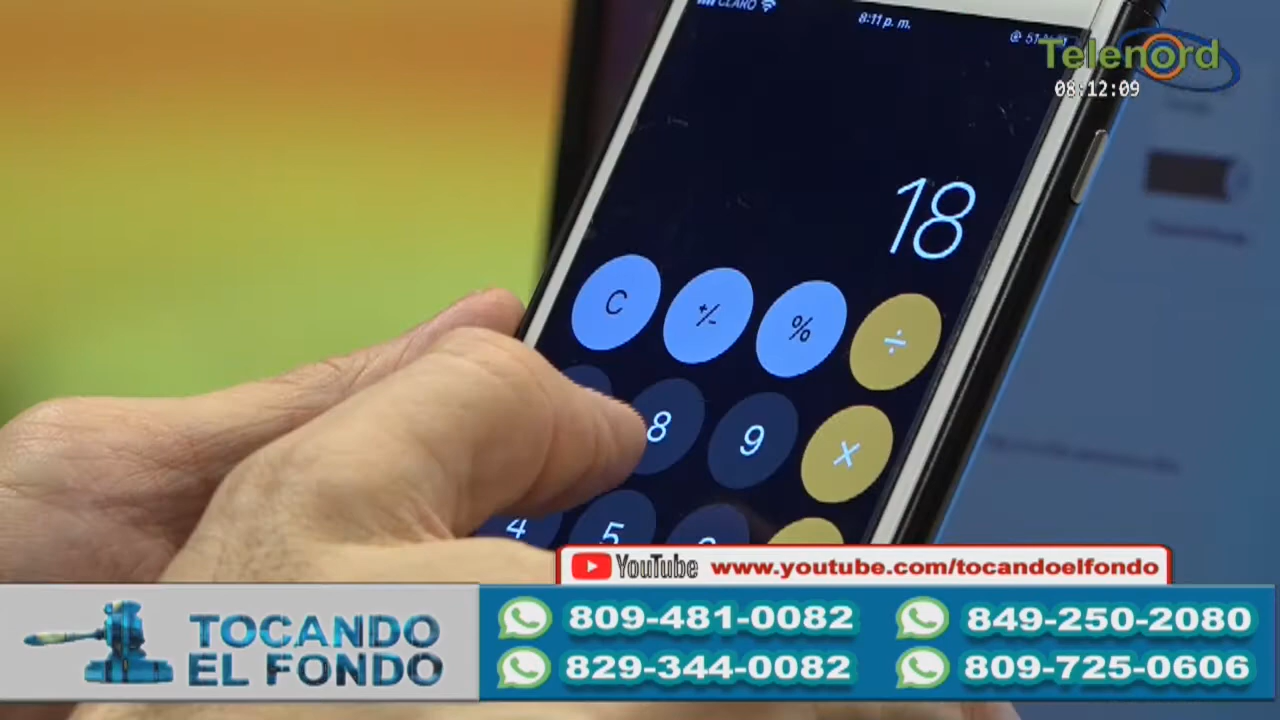 CLARO
8:11 p. m.
Telenord
08:12:09
18
C
+/-
%
÷
8
9
×
4
5
YouTube www.youtube.com/tocandoelfondo
TOCANDO
EL FONDO
809-481-0082
849-250-2080
829-344-0082
809-725-0606